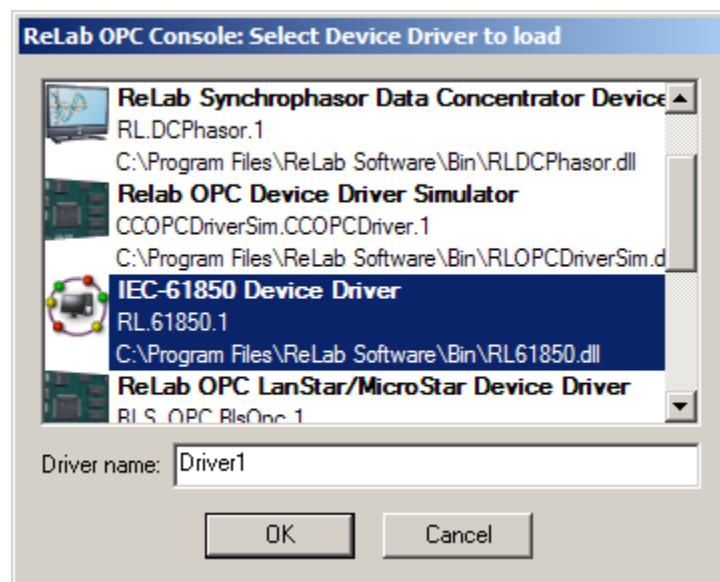 ReLab OPC Console: Select Device Driver to load
ReLab Synchrophasor Data Concentrator Device
RL.DCPhasor.1
C:\Program Files\ReLab Software\Bin\RLDCPhasor.dll
Relab OPC Device Driver Simulator
CCOPCDriverSim.CCOPCDriver.1
C:\Program Files\ReLab Software\Bin\RLOPCDriverSim.d
IEC-61850 Device Driver
RL.61850.1
C:\Program Files\ReLab Software\Bin\RL61850.dll
ReLab OPC LanStar/MicroStar Device Driver
RLS_OPC.RlsOpc.1
Driver name: Driver1
OK
Cancel